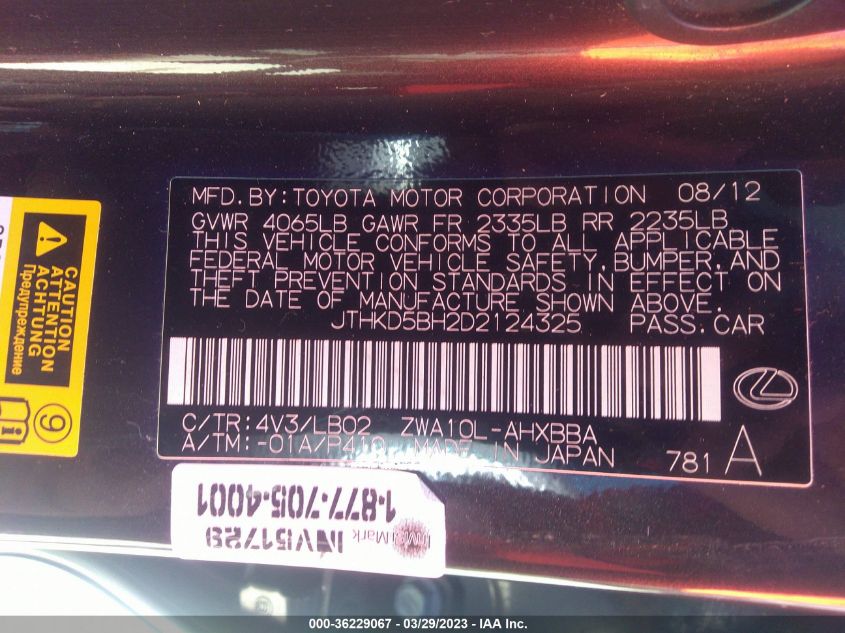 MFD.BY:TOYOTA MOTOR CORPORATION 08/12
GVWR 4065LB GAWR FR 2335LB RR 2235LB
THIS VEHICLE CONFORMS TO ALL APPLICABLE
FEDERAL MOTOR VEHICLE SAFETY,BUMPER,AND
THEFT PREVENTION STANDARDS IN EFFECT ON
THE DATE OF MANUFACTURE SHOWN ABOVE.
JTHKD5BH2D2124325 PASS.CAR
C/TR:4V3/LB02 ZWA10L-AHXBBA
A/TM:-01A/P410 MADE IN JAPAN 781 A
CAUTION
ATTENTION
ACHTUNG
Предупреждение
9
1-877-705-4001
Mark
000-36229067 / 03/29/2023 - IAA Inc.